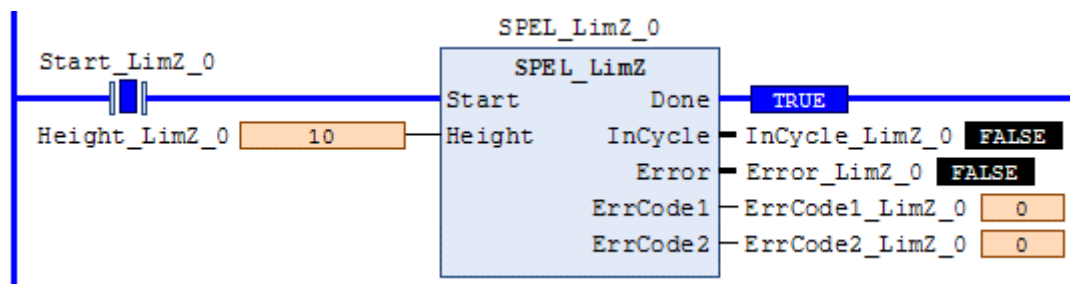 SPEL_LimZ_0
Start_LimZ_0
SPEL_LimZ
Start Done TRUE
Height_LimZ_0 10 Height InCycle InCycle_LimZ_0 FALSE
Error Error_LimZ_0 FALSE
ErrCode1 ErrCode1_LimZ_0 0
ErrCode2 ErrCode2_LimZ_0 0